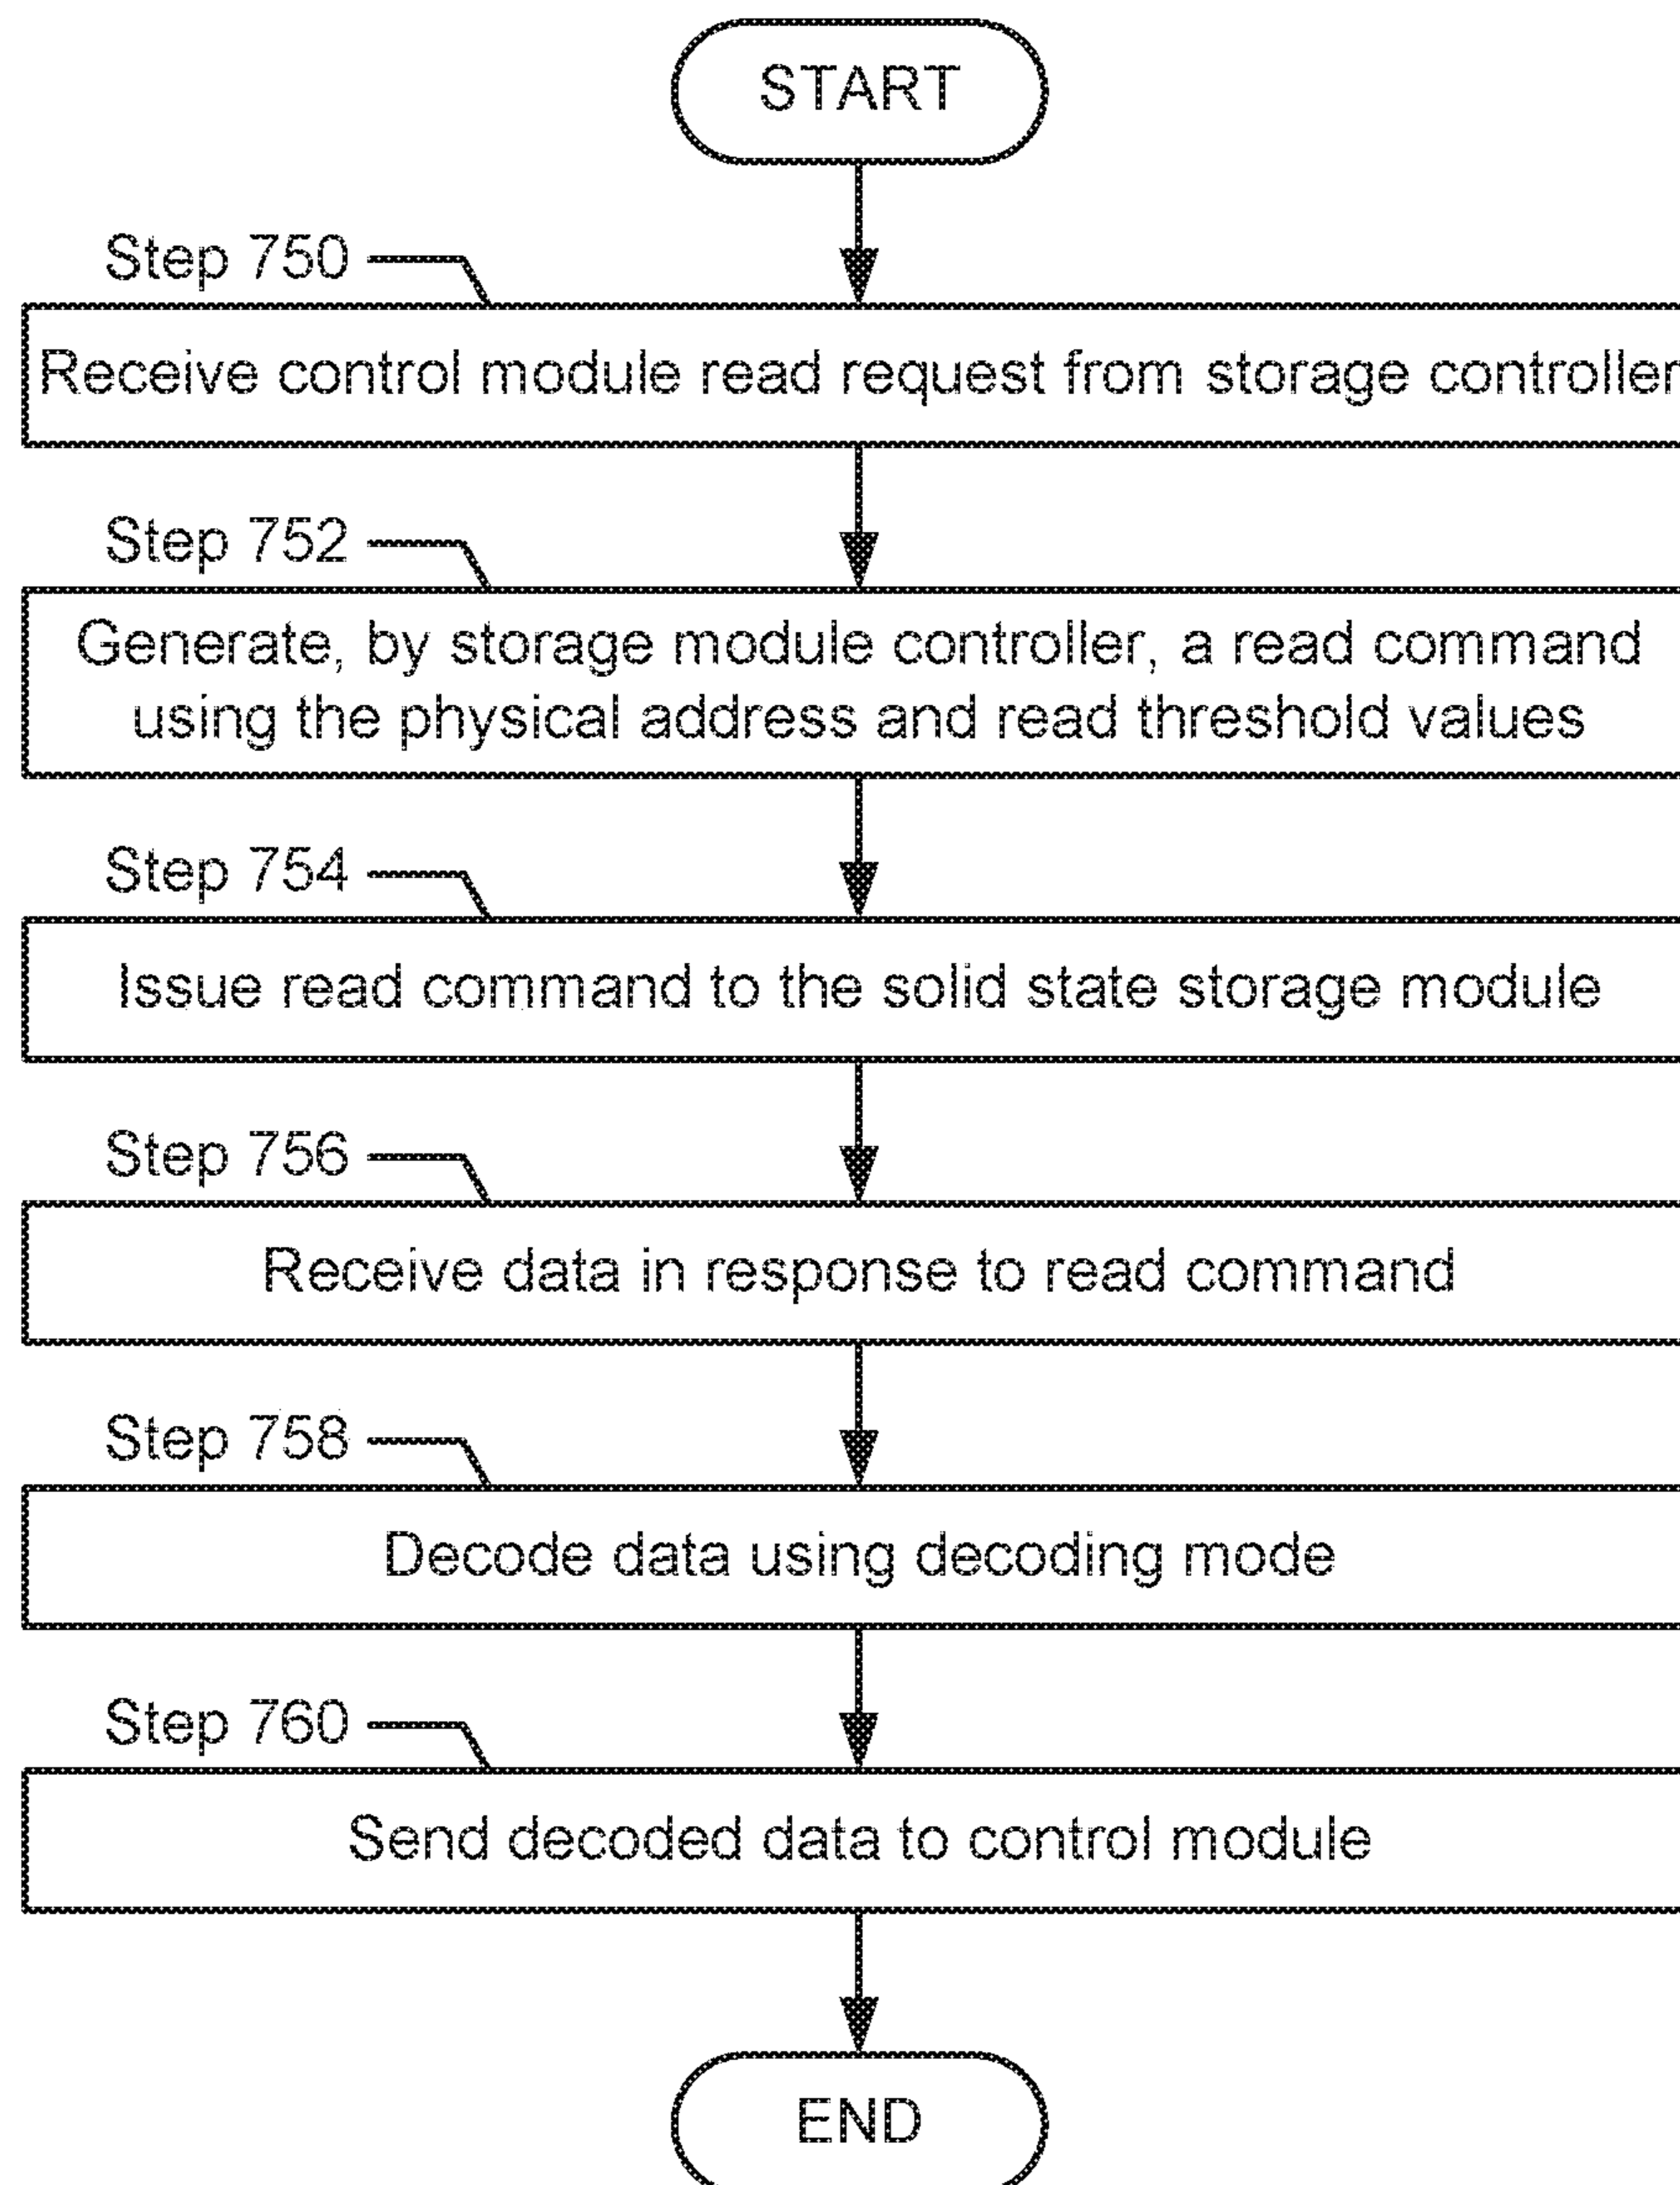 START
Step 750
Receive control module read request from storage controller
Step 752
Generate, by storage module controller, a read command
using the physical address and read threshold values
Step 754
Issue read command to the solid state storage module
Step 756
Receive data in response to read command
Step 758
Decode data using decoding mode
Step 760
Send decoded data to control module
END